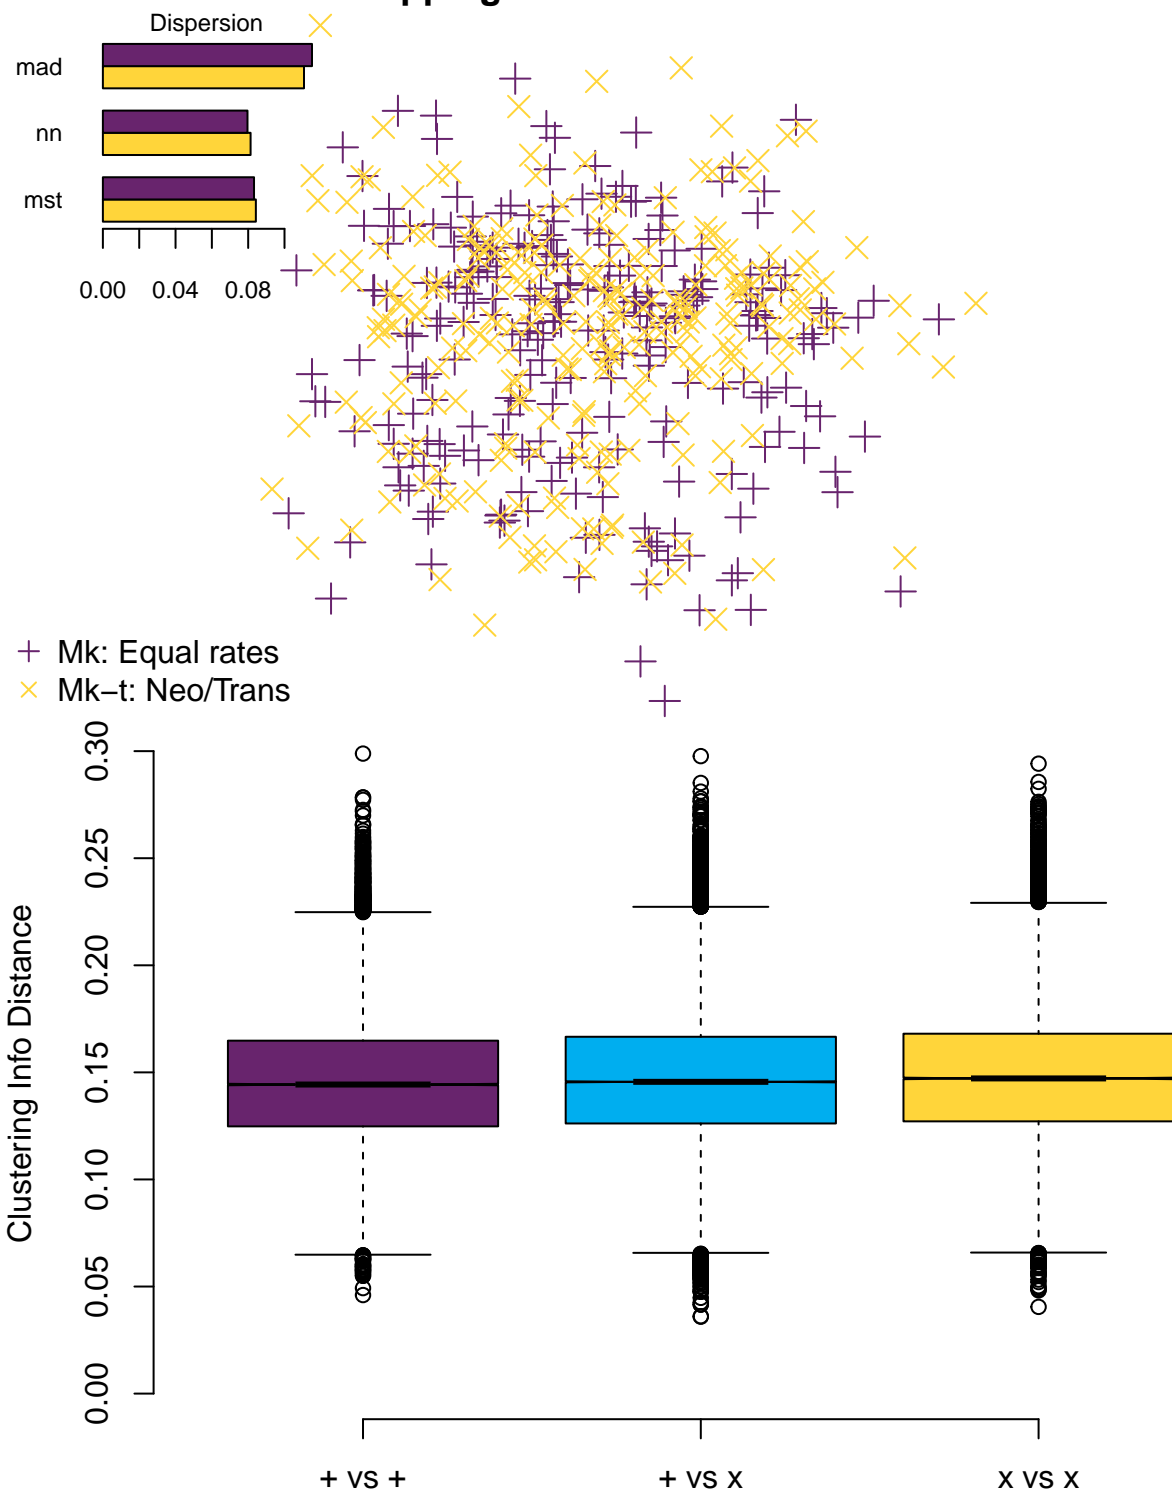 Dispersion
mad
nn
mst
0.00 0.04 0.08
+ Mk: Equal rates
× Mk−t: Neo/Trans
Clustering Info Distance
0.30
0.25
0.20
0.15
0.10
0.05
0.00
+ vs + + vs x x vs x